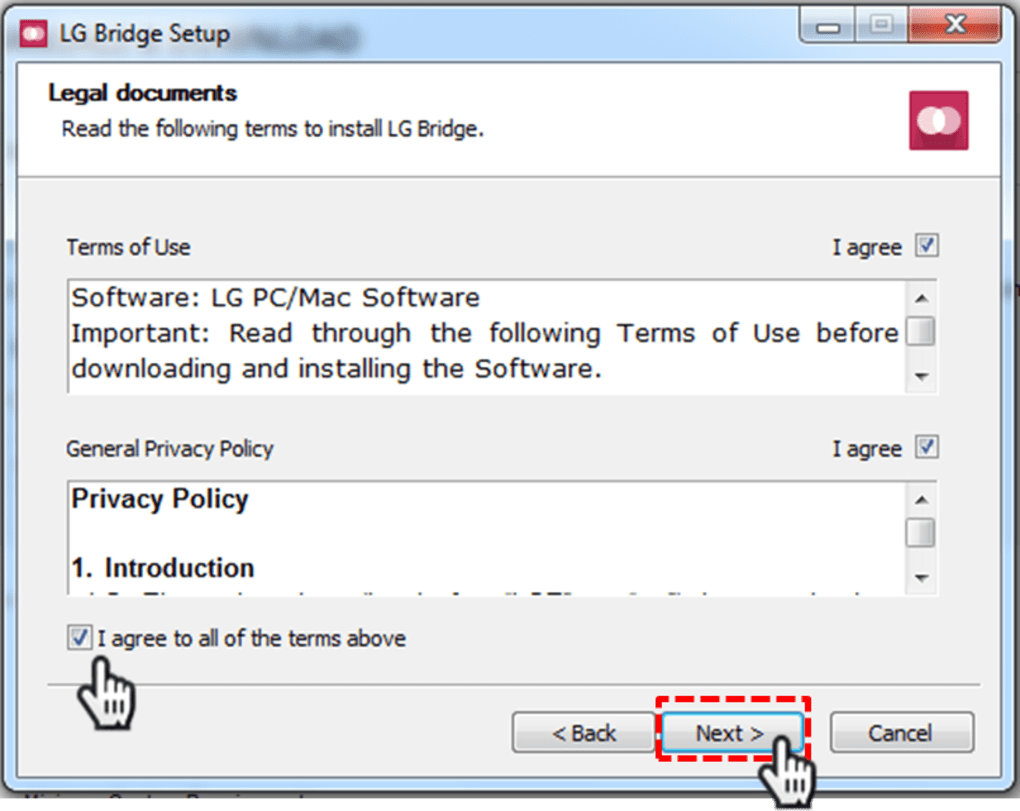 LG Bridge Setup
Legal documents
Read the following terms to install LG Bridge.
Terms of Use
I agree
Software: LG PC/Mac Software
Important: Read through the following Terms of Use before
downloading and installing the Software.
General Privacy Policy
I agree
Privacy Policy
1. Introduction
I agree to all of the terms above
< Back
Next >
Cancel